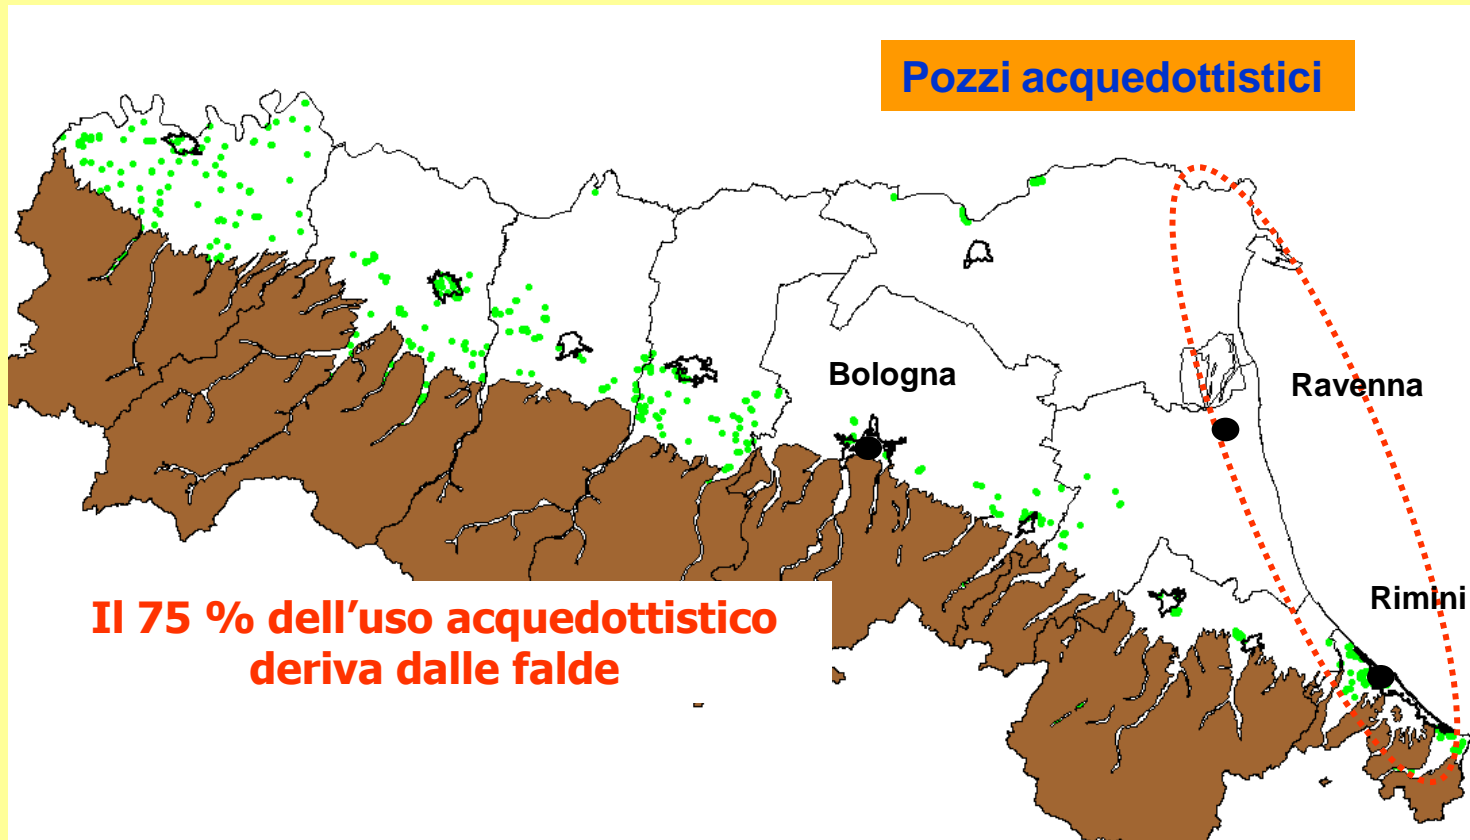 Pozzi acquedottistici
Bologna
Ravenna
Rimini
Il 75 % dell’uso acquedottistico
deriva dalle falde